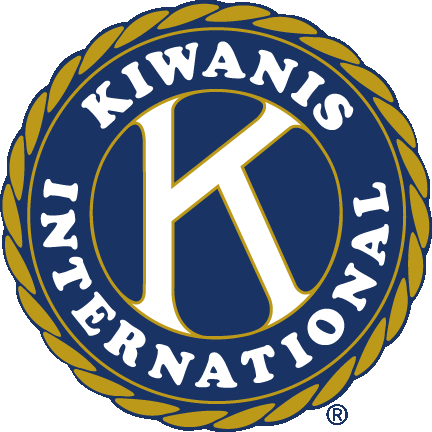 KIWANIS
K
INTERNATIONAL
®